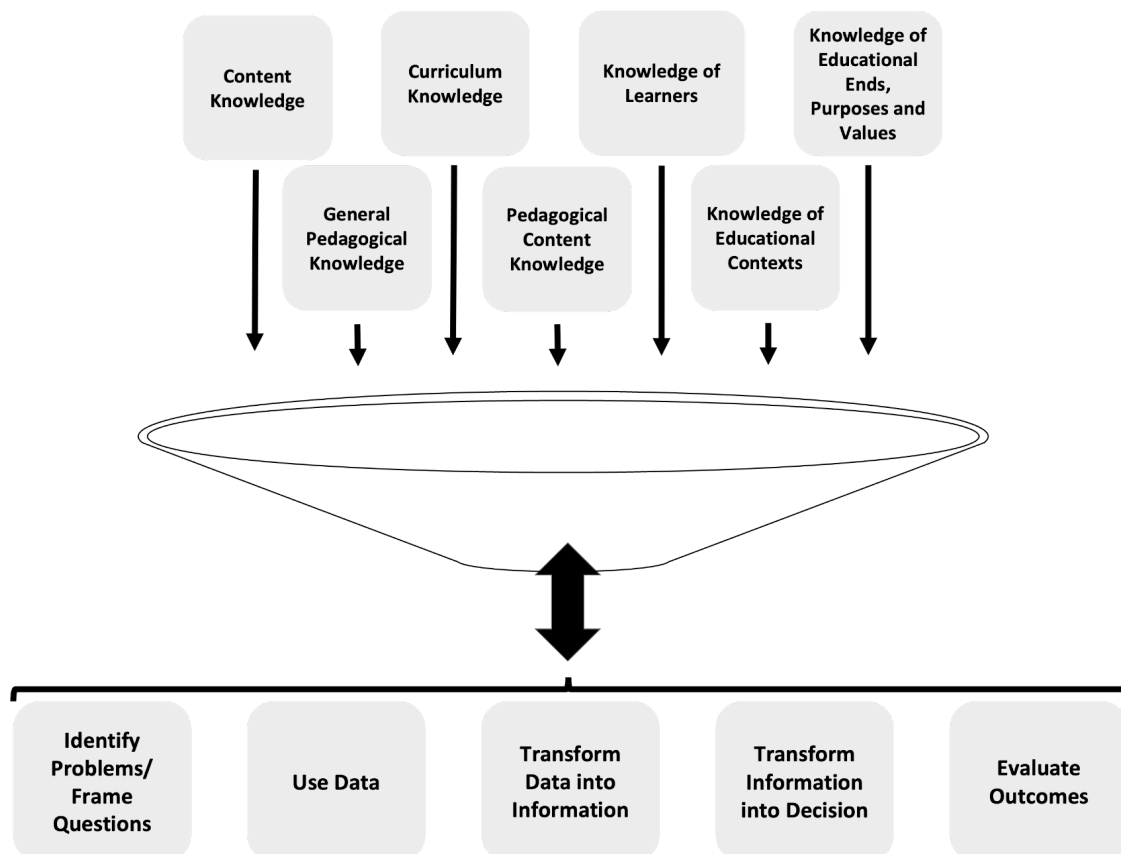 Content
Knowledge
Curriculum
Knowledge
Knowledge of
Learners
Knowledge of
Educational
Ends,
Purposes and
Values
General
Pedagogical
Knowledge
Pedagogical
Content
Knowledge
Knowledge of
Educational
Contexts
Identify
Problems/
Frame
Questions
Use Data
Transform
Data into
Information
Transform
Information
into Decision
Evaluate
Outcomes